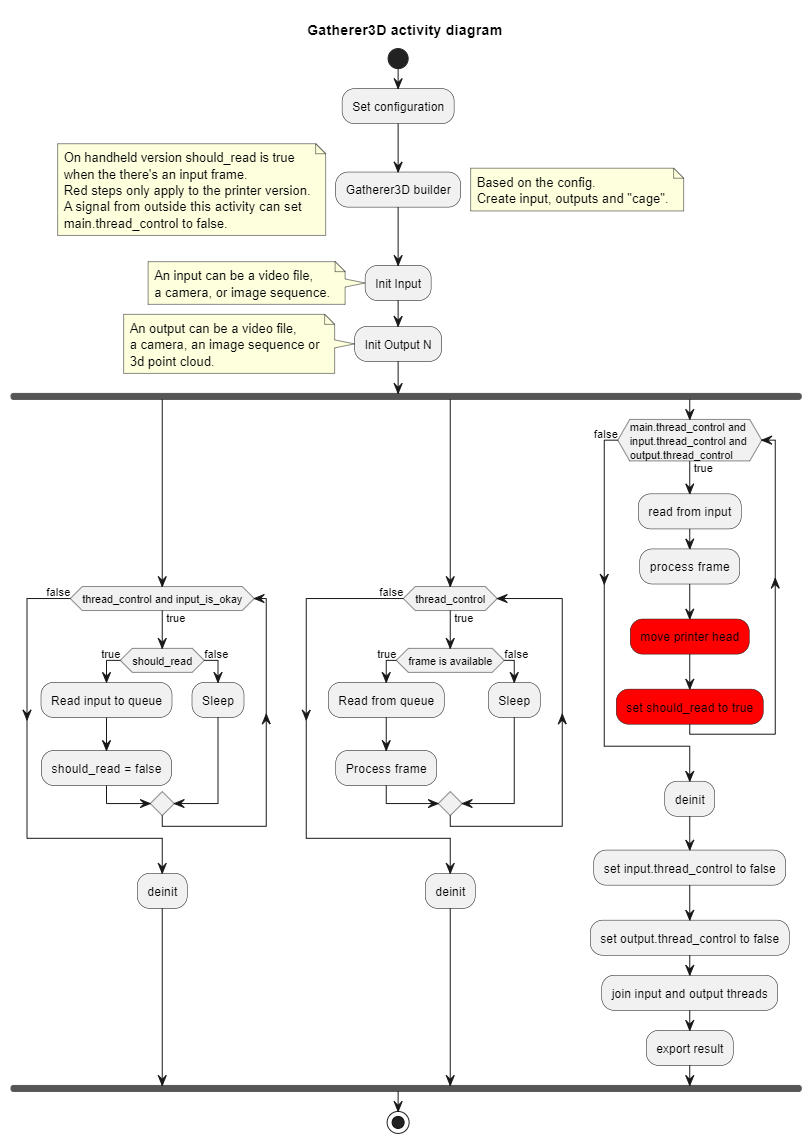 Gatherer3D activity diagram
Set configuration
On handheld version should_read is true
when the there's an input frame.
Red steps only apply to the printer version.
A signal from outside this activity can set
main.thread_control to false.
Gatherer3D builder
Based on the config.
Create input, outputs and "cage".
An input can be a video file,
a camera, or image sequence.
Init Input
An output can be a video file,
a camera, an image sequence or
3d point cloud.
Init Output N
false
thread_control and input_is_okay
true
true
should_read
false
Read input to queue
Sleep
should_read = false
deinit
false
thread_control
true
true
frame is available
false
Read from queue
Sleep
Process frame
deinit
false
main.thread_control and
input.thread_control and
output.thread_control
true
read from input
process frame
move printer head
set should_read to true
deinit
set input.thread_control to false
set output.thread_control to false
join input and output threads
export result